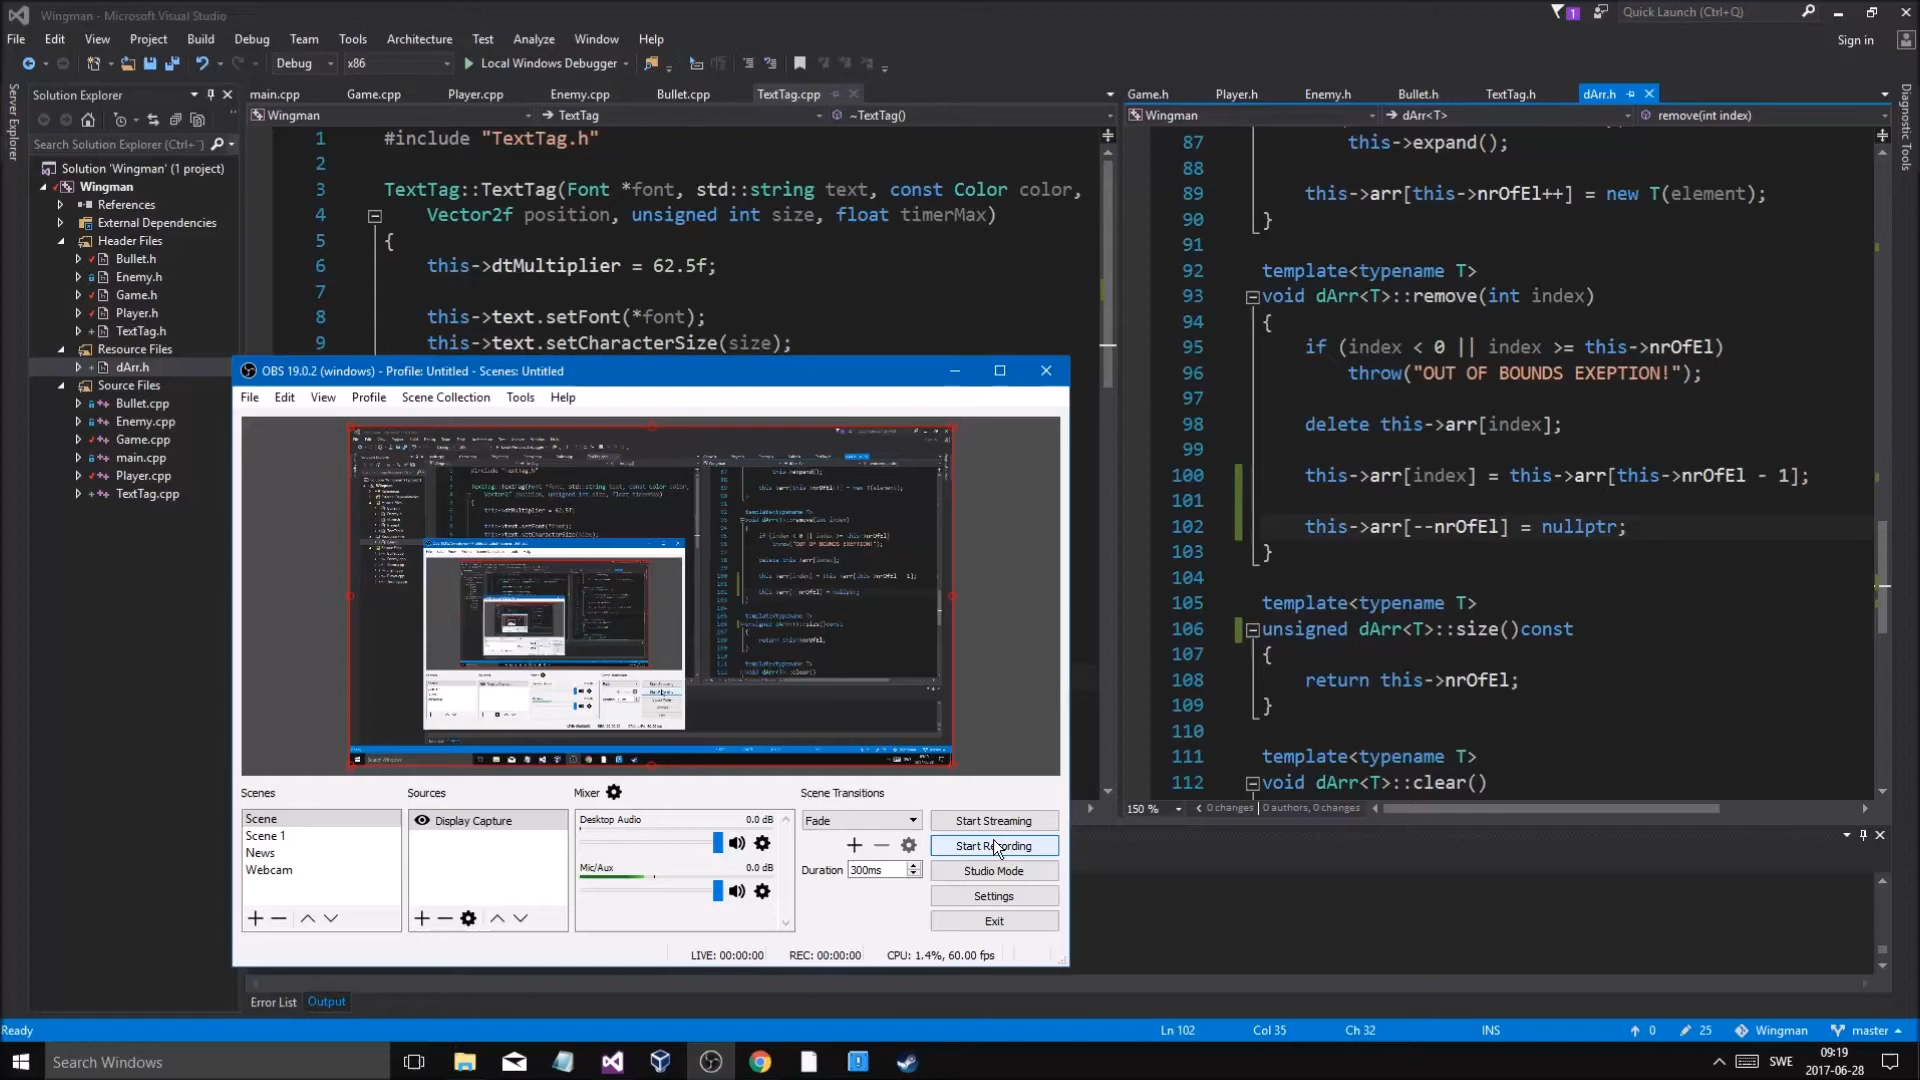 Wingman - Microsoft Visual Studio
1
Quick Launch (Ctrl+Q)
File Edit View Project Build Debug Team Tools Architecture Test Analyze Window Help
Sign in
Debug x86 Local Windows Debugger
Server Explorer
Diagnostic Tools
Solution Explorer
Search Solution Explorer (Ctrl+
Solution 'Wingman' (1 project)
Wingman
References
External Dependencies
Header Files
Bullet.h
Enemy.h
Game.h
Player.h
TextTag.h
Resource Files
dArr.h
Source Files
Bullet.cpp
Enemy.cpp
Game.cpp
main.cpp
Player.cpp
TextTag.cpp
main.cpp Game.cpp Player.cpp Enemy.cpp Bullet.cpp TextTag.cpp
Wingman TextTag ~TextTag()
1 #include "TextTag.h"
2
3 TextTag::TextTag(Font *font, std::string text, const Color color,
4 Vector2f position, unsigned int size, float timerMax)
5 {
6 this->dtMultiplier = 62.5f;
7
8 this->text.setFont(*font);
9 this->text.setCharacterSize(size);
Game.h Player.h Enemy.h Bullet.h TextTag.h dArr.h
Wingman dArr<T> remove(int index)
87 this->expand();
88
89 this->arr[this->nrOfEl++] = new T(element);
90 }
91
92 template<typename T>
93 void dArr<T>::remove(int index)
94 {
95 if (index < 0 || index >= this->nrOfEl)
96 throw("OUT OF BOUNDS EXEPTION!");
97
98 delete this->arr[index];
99
100 this->arr[index] = this->arr[this->nrOfEl - 1];
101
102 this->arr[--nrOfEl] = nullptr;
103 }
104
105 template<typename T>
106 unsigned dArr<T>::size()const
107 {
108 return this->nrOfEl;
109 }
110
111 template<typename T>
112 void dArr<T>::clear()
150 % 0 changes | 0 authors, 0 changes
OBS 19.0.2 (windows) - Profile: Untitled - Scenes: Untitled
File Edit View Profile Scene Collection Tools Help
Scenes
Scene
Scene 1
News
Webcam
Sources
Display Capture
Mixer
Desktop Audio 0.0 dB
Mic/Aux 0.0 dB
Scene Transitions
Fade
Duration 300ms
Start Streaming
Start Recording
Studio Mode
Settings
Exit
LIVE: 00:00:00 REC: 00:00:00 CPU: 1.4%, 60.00 fps
Error List Output
Ready Ln 102 Col 35 Ch 32 INS 0 25 Wingman master
Search Windows
SWE
09:19
2017-06-28